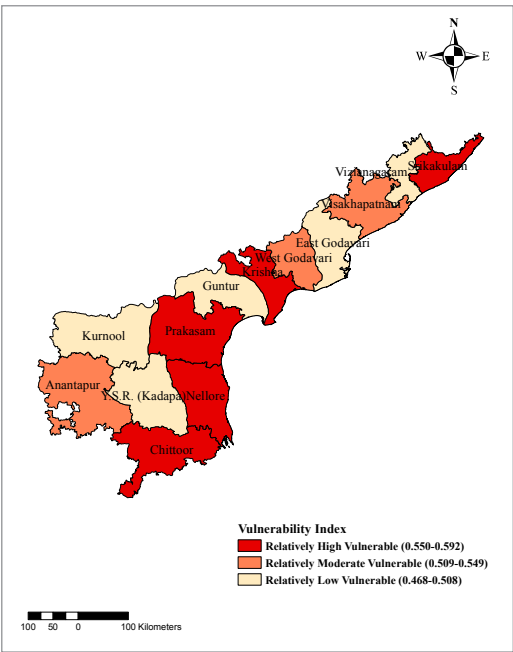 N
W E
S
Srikakulam
Vizianagaram
Visakhapatnam
East Godavari
West Godavari
Krishna
Guntur
Prakasam
Kurnool
Anantapur
Y.S.R. (Kadapa)
Nellore
Chittoor
Vulnerability Index
Relatively High Vulnerable (0.550-0.592)
Relatively Moderate Vulnerable (0.509-0.549)
Relatively Low Vulnerable (0.468-0.508)
100 50 0 100 Kilometers